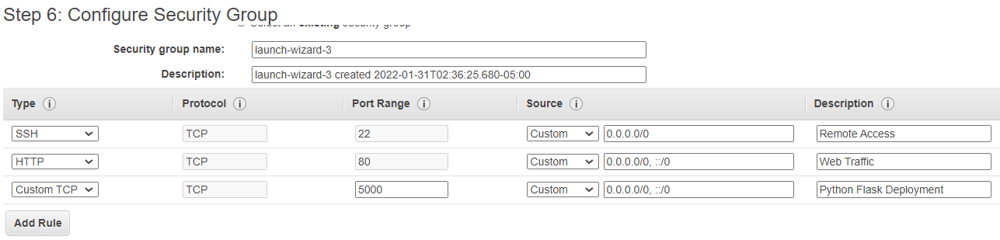 Step 6: Configure Security Group
Select an existing security group
Security group name: launch-wizard-3
Description: launch-wizard-3 created 2022-01-31T02:36:25.680-05:00
Type i Protocol i Port Range i Source i Description i
SSH TCP 22 Custom 0.0.0.0/0 Remote Access
HTTP TCP 80 Custom 0.0.0.0/0, ::/0 Web Traffic
Custom TCP TCP 5000 Custom 0.0.0.0/0, ::/0 Python Flask Deployment
Add Rule